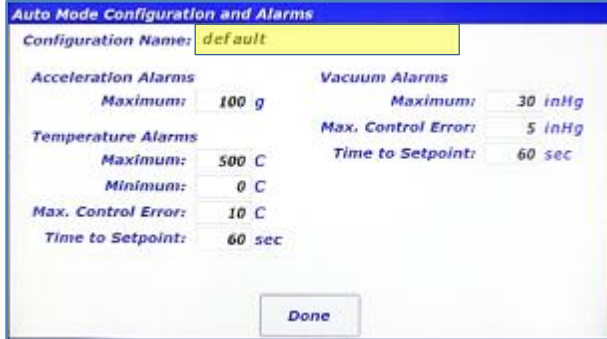 Auto Mode Configuration and Alarms
Configuration Name: default
Acceleration Alarms
Maximum: 100 g
Temperature Alarms
Maximum: 500 C
Minimum: 0 C
Max. Control Error: 10 C
Time to Setpoint: 60 sec
Vacuum Alarms
Maximum: 30 inHg
Max. Control Error: 5 inHg
Time to Setpoint: 60 sec
Done